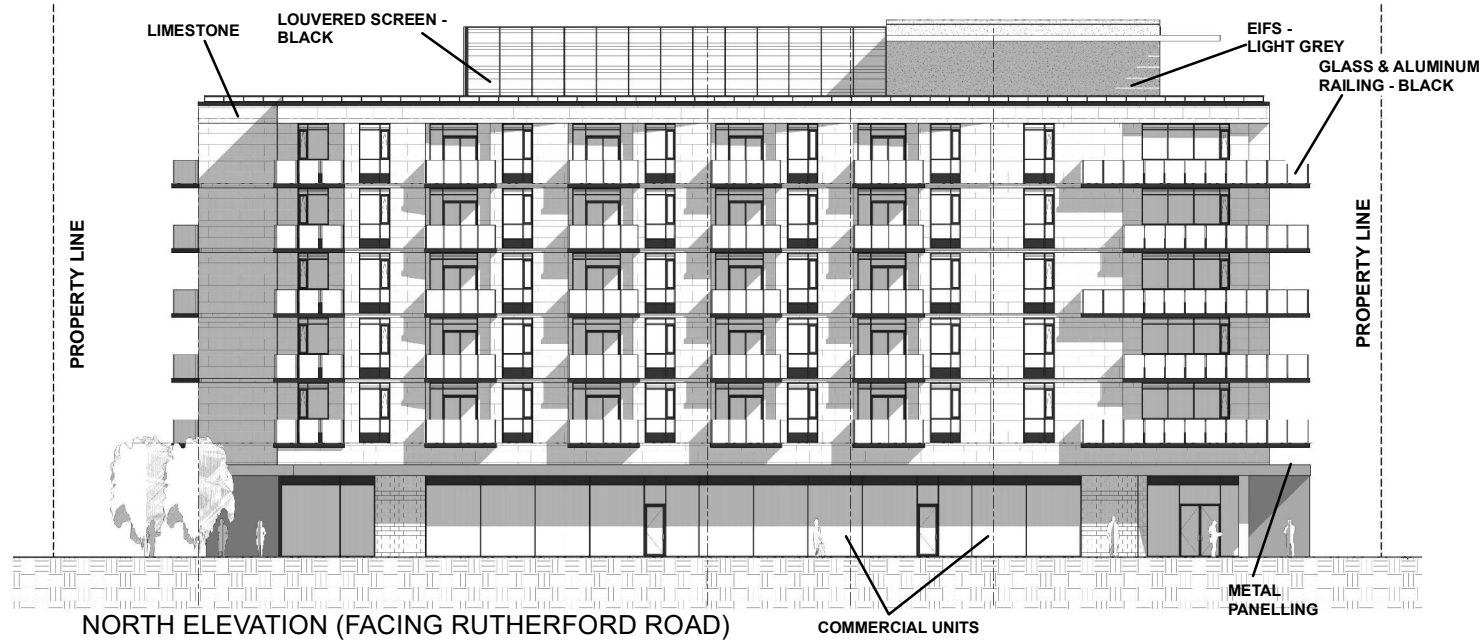 LIMESTONE
LOUVERED SCREEN -
BLACK
EIFS -
LIGHT GREY
GLASS & ALUMINUM
RAILING - BLACK
PROPERTY LINE
PROPERTY LINE
METAL
PANELLING
COMMERCIAL UNITS
NORTH ELEVATION (FACING RUTHERFORD ROAD)